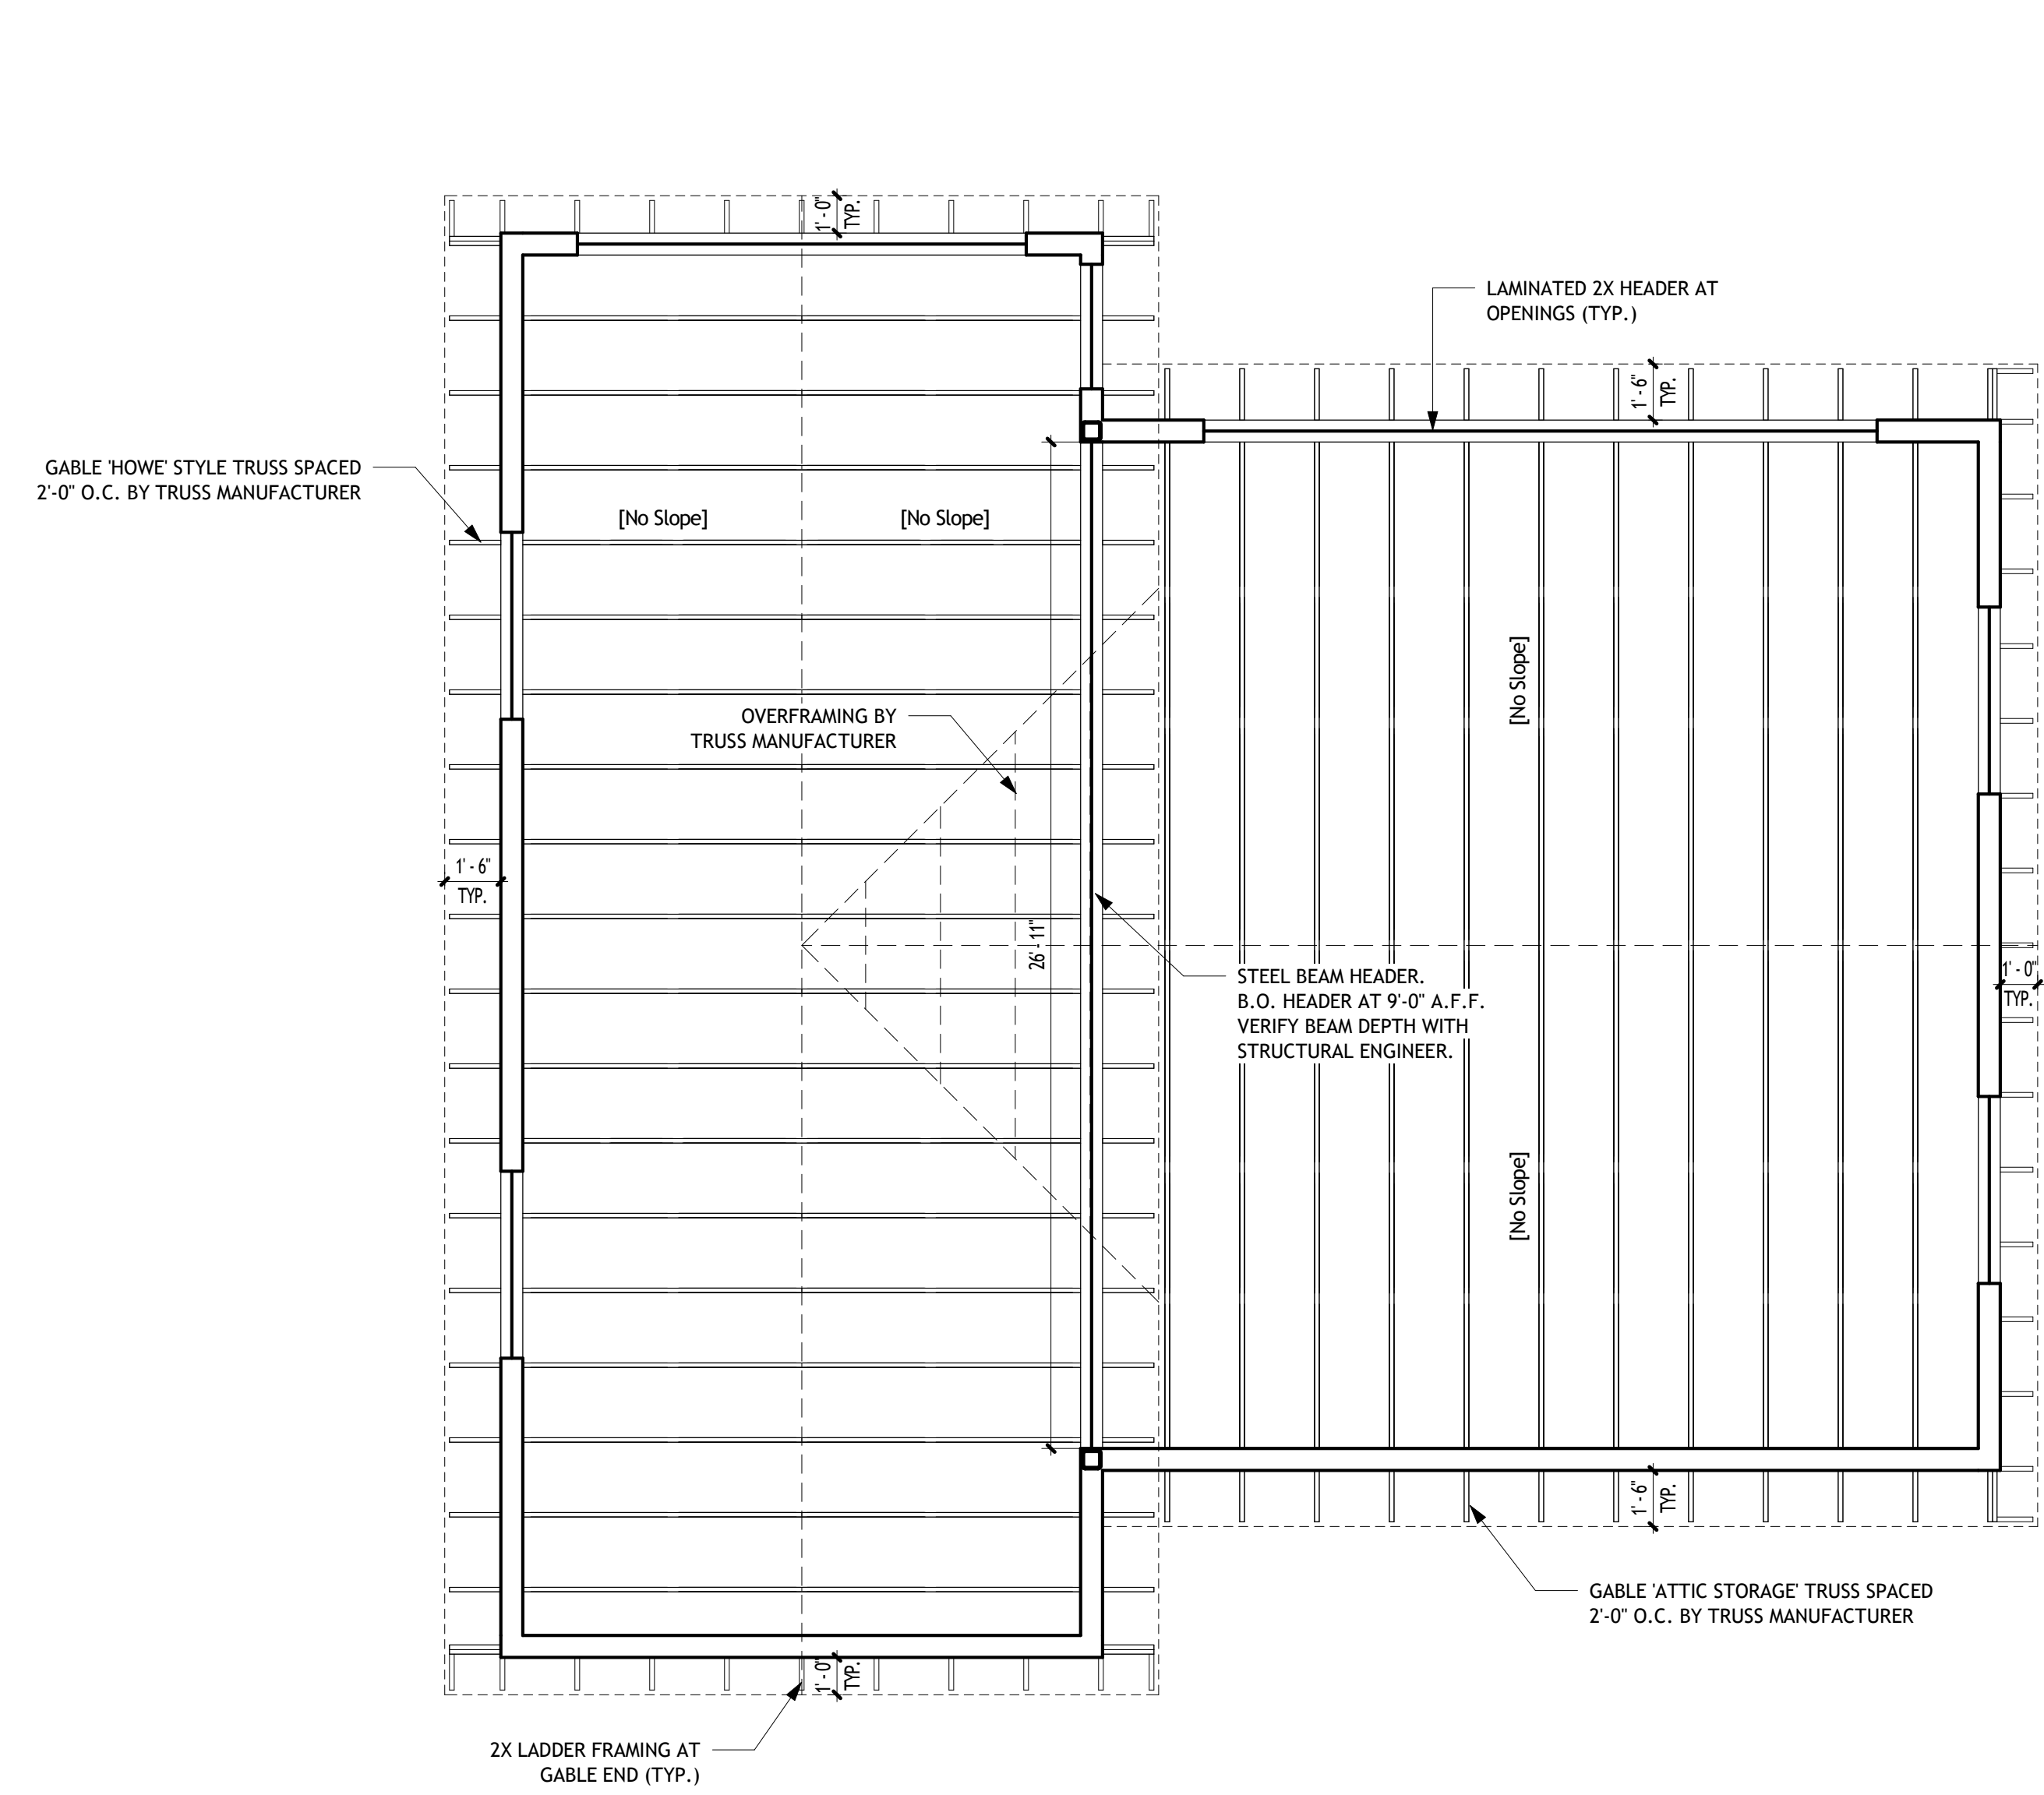 1' - 0"
TYP.
LAMINATED 2X HEADER AT
OPENINGS (TYP.)
1' - 6"
TYP.
GABLE 'HOWE' STYLE TRUSS SPACED
2'-0" O.C. BY TRUSS MANUFACTURER
[No Slope]
[No Slope]
[No Slope]
OVERFRAMING BY
TRUSS MANUFACTURER
1' - 6"
TYP.
26' - 11"
STEEL BEAM HEADER.
B.O. HEADER AT 9'-0" A.F.F.
VERIFY BEAM DEPTH WITH
STRUCTURAL ENGINEER.
1' - 0"
TYP.
[No Slope]
1' - 6"
TYP.
GABLE 'ATTIC STORAGE' TRUSS SPACED
2'-0" O.C. BY TRUSS MANUFACTURER
1' - 0"
TYP.
2X LADDER FRAMING AT
GABLE END (TYP.)